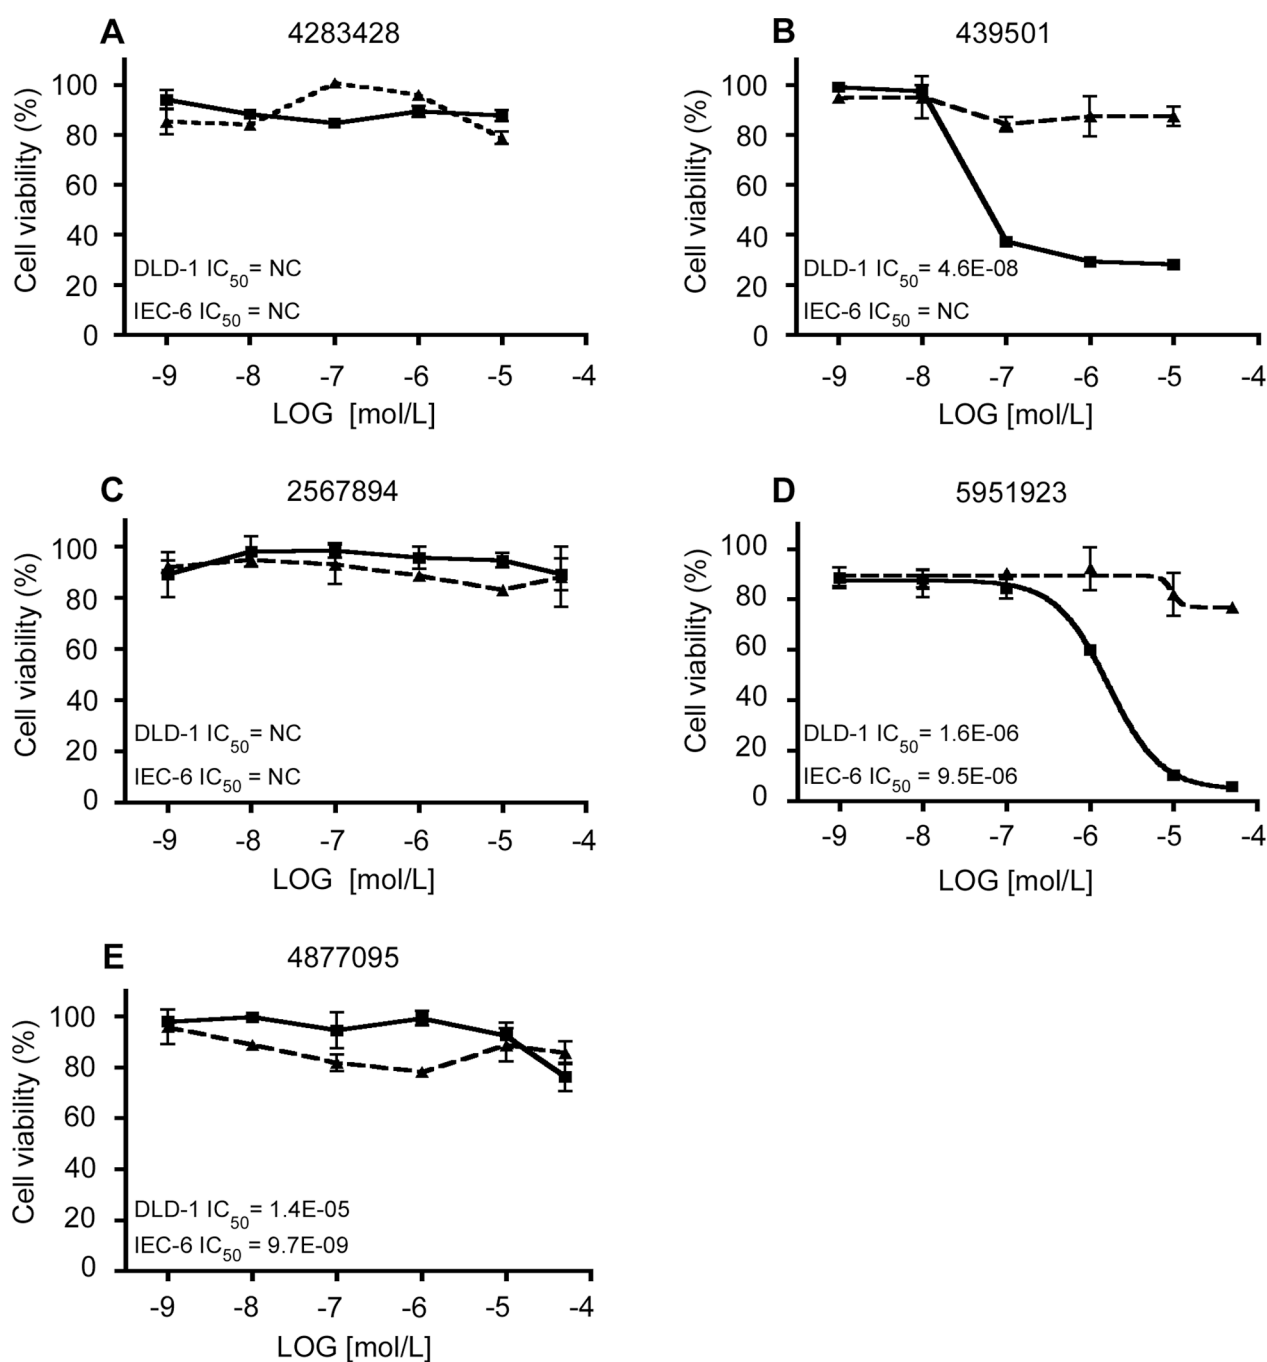 A
4283428
Cell viability (%)
100
80
60
40
20
0
DLD-1 IC50= NC
IEC-6 IC50 = NC
-9 -8 -7 -6 -5 -4
LOG [mol/L]
B
439501
Cell viability (%)
100
80
60
40
20
0
DLD-1 IC50= 4.6E-08
IEC-6 IC50 = NC
-9 -8 -7 -6 -5 -4
LOG [mol/L]
C
2567894
Cell viability (%)
100
80
60
40
20
0
DLD-1 IC50= NC
IEC-6 IC50 = NC
-9 -8 -7 -6 -5 -4
LOG [mol/L]
D
5951923
Cell viability (%)
100
80
60
40
20
0
DLD-1 IC50= 1.6E-06
IEC-6 IC50 = 9.5E-06
-9 -8 -7 -6 -5 -4
LOG [mol/L]
E
4877095
Cell viability (%)
100
80
60
40
20
0
DLD-1 IC50= 1.4E-05
IEC-6 IC50 = 9.7E-09
-9 -8 -7 -6 -5 -4
LOG [mol/L]